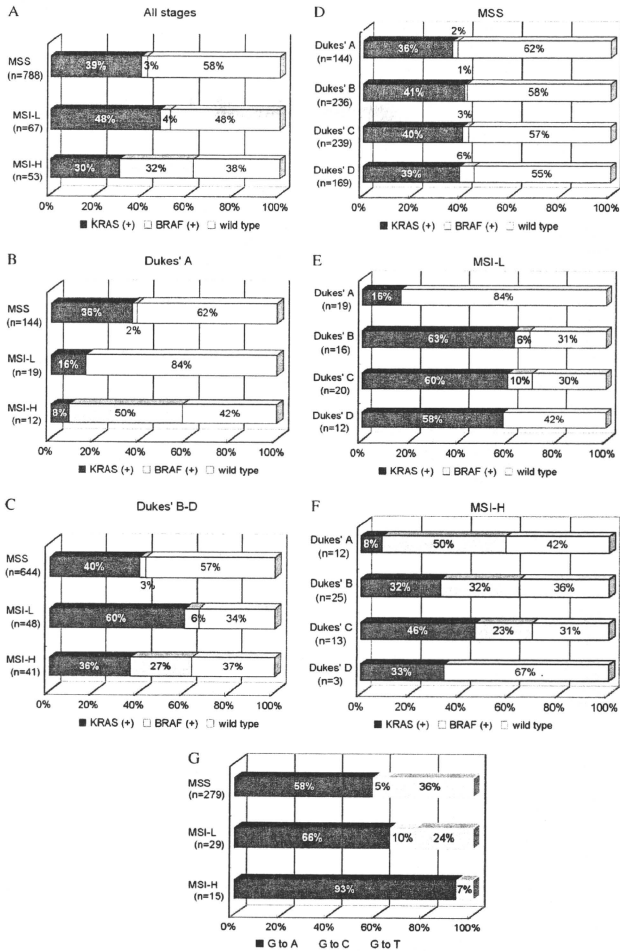 A
All stages
MSS
(n=788)
39%
3%
58%
MSI-L
(n=67)
48%
4%
48%
MSI-H
(n=53)
30%
32%
38%
0% 20% 40% 60% 80% 100%
KRAS (+) BRAF (+) wild type
B
Dukes' A
MSS
(n=144)
36%
62%
2%
MSI-L
(n=19)
16%
84%
MSI-H
(n=12)
8%
50%
42%
0% 20% 40% 60% 80% 100%
KRAS (+) BRAF (+) wild type
C
Dukes' B-D
MSS
(n=644)
40%
57%
3%
MSI-L
(n=48)
60%
6%
34%
MSI-H
(n=41)
36%
27%
37%
0% 20% 40% 60% 80% 100%
KRAS (+) BRAF (+) wild type
D
MSS
2%
Dukes' A
(n=144)
36%
62%
1%
Dukes' B
(n=236)
41%
58%
3%
Dukes' C
(n=239)
40%
57%
6%
Dukes' D
(n=169)
39%
55%
0% 20% 40% 60% 80% 100%
KRAS (+) BRAF (+) wild type
E
MSI-L
Dukes' A
(n=19)
16%
84%
Dukes' B
(n=16)
63%
6%
31%
Dukes' C
(n=20)
60%
10%
30%
Dukes' D
(n=12)
58%
42%
0% 20% 40% 60% 80% 100%
KRAS (+) BRAF (+) wild type
F
MSI-H
Dukes' A
(n=12)
8%
50%
42%
Dukes' B
(n=25)
32%
32%
36%
Dukes' C
(n=13)
46%
23%
31%
Dukes' D
(n=3)
33%
67%
0% 20% 40% 60% 80% 100%
KRAS (+) BRAF (+) wild type
G
MSS
(n=279)
58%
5%
36%
MSI-L
(n=29)
66%
10%
24%
MSI-H
(n=15)
93%
7%
0% 20% 40% 60% 80% 100%
G to A G to C G to T